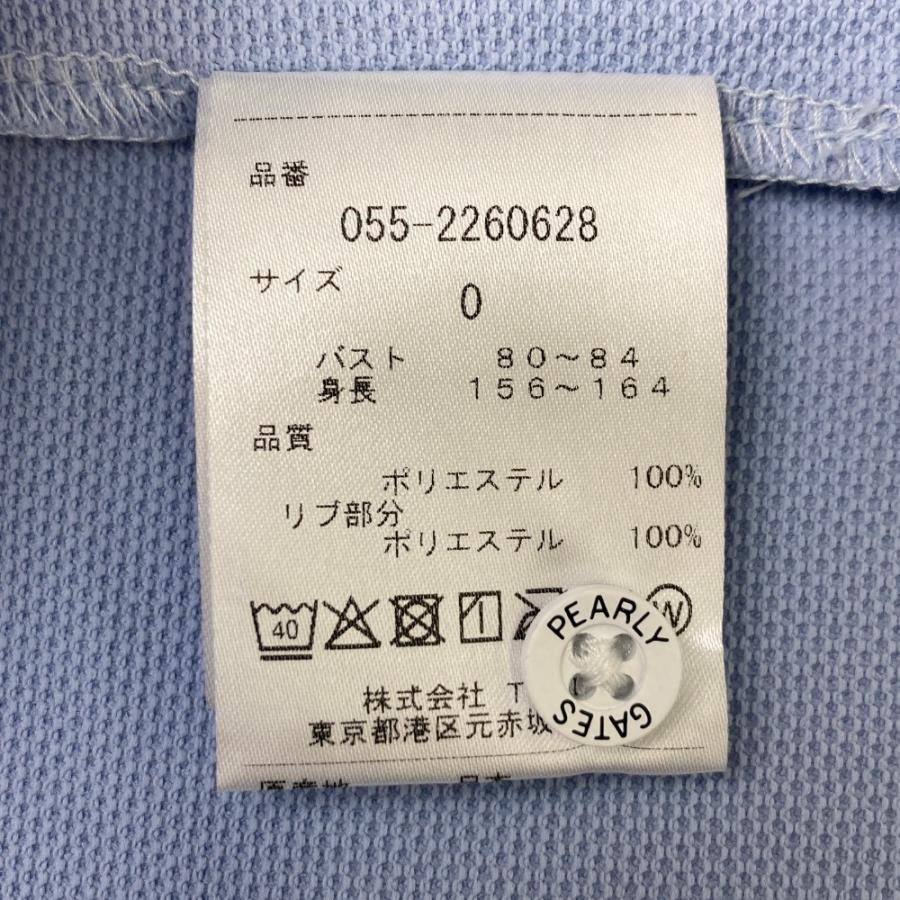 品番
055-2260628
サイズ
0
バスト 80〜84
身長 156〜164
品質
ポリエステル 100%
リブ部分
ポリエステル 100%
40
W
株式会社 T
東京都港区元赤坂
PEARLY
GATES